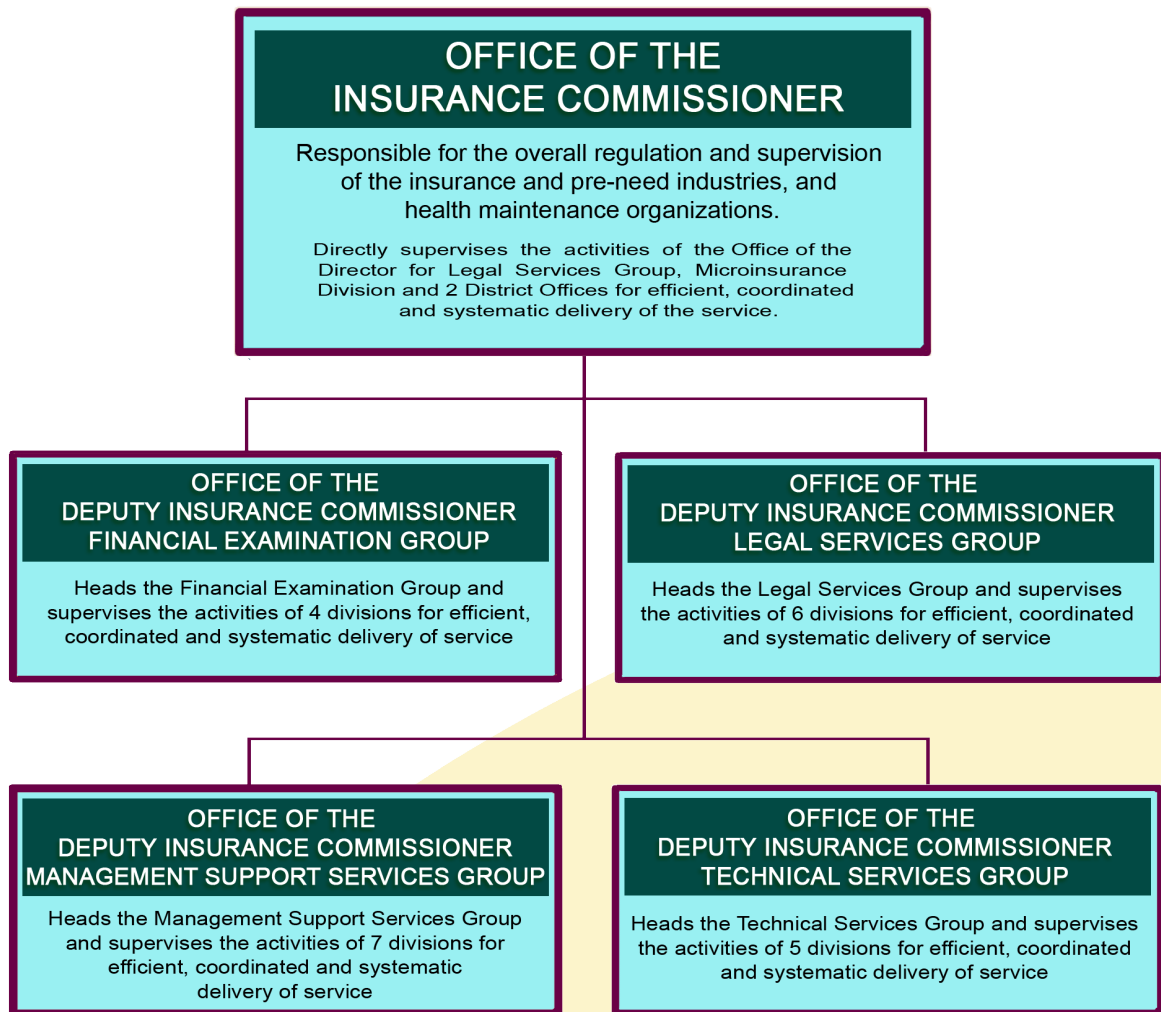 OFFICE OF THE
INSURANCE COMMISSIONER
Responsible for the overall regulation and supervision
of the insurance and pre-need industries, and
health maintenance organizations.
Directly supervises the activities of the Office of the
Director for Legal Services Group, Microinsurance
Division and 2 District Offices for efficient, coordinated
and systematic delivery of the service.
OFFICE OF THE
DEPUTY INSURANCE COMMISSIONER
FINANCIAL EXAMINATION GROUP
Heads the Financial Examination Group and
supervises the activities of 4 divisions for efficient,
coordinated and systematic delivery of service
OFFICE OF THE
DEPUTY INSURANCE COMMISSIONER
LEGAL SERVICES GROUP
Heads the Legal Services Group and supervises
the activities of 6 divisions for efficient, coordinated
and systematic delivery of service
OFFICE OF THE
DEPUTY INSURANCE COMMISSIONER
MANAGEMENT SUPPORT SERVICES GROUP
Heads the Management Support Services Group
and supervises the activities of 7 divisions for
efficient, coordinated and systematic
delivery of service
OFFICE OF THE
DEPUTY INSURANCE COMMISSIONER
TECHNICAL SERVICES GROUP
Heads the Technical Services Group and supervises
the activities of 5 divisions for efficient, coordinated
and systematic delivery of service